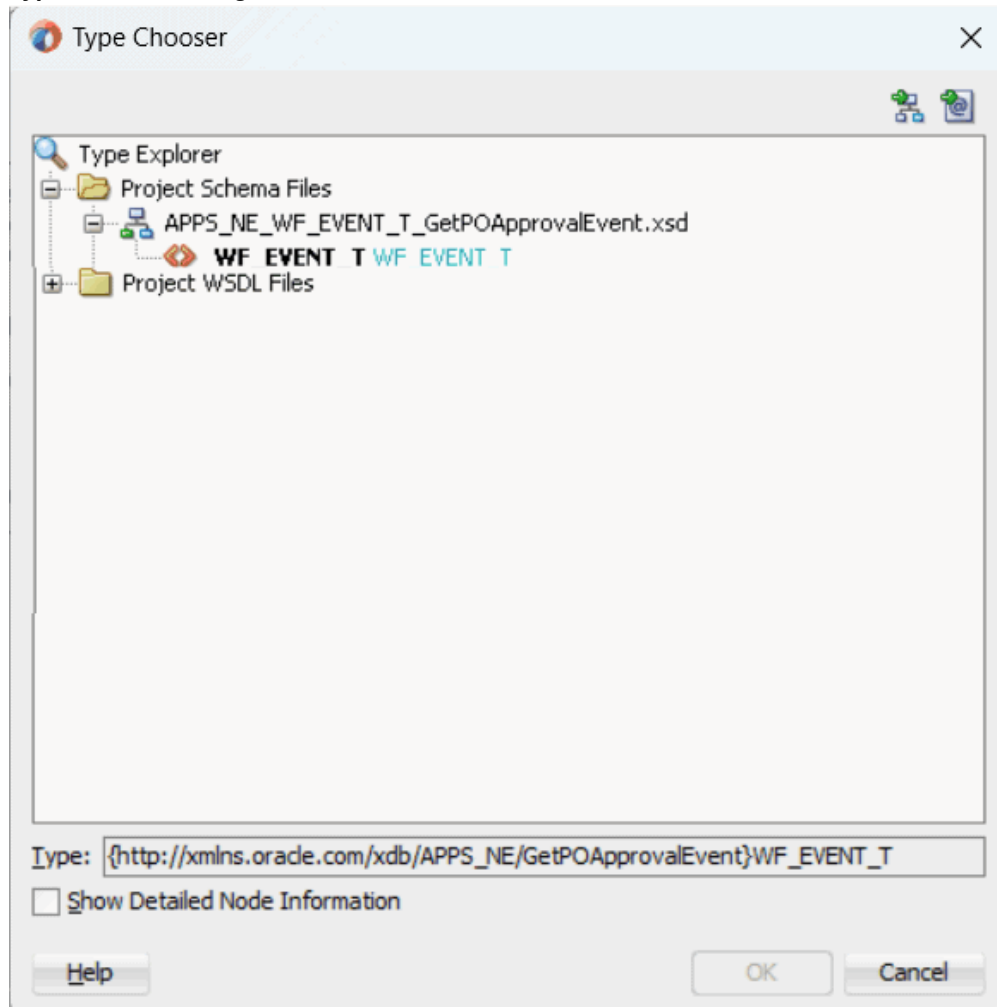 Type Chooser
Type Explorer
Project Schema Files
APPS_NE_WF_EVENT_T_GetPOApprovalEvent.xsd
WF_EVENT_T WF_EVENT_T
Project WSDL Files
Type: {http://xmlns.oracle.com/xdb/APPS_NE/GetPOApprovalEvent}WF_EVENT_T
Show Detailed Node Information
Help OK Cancel